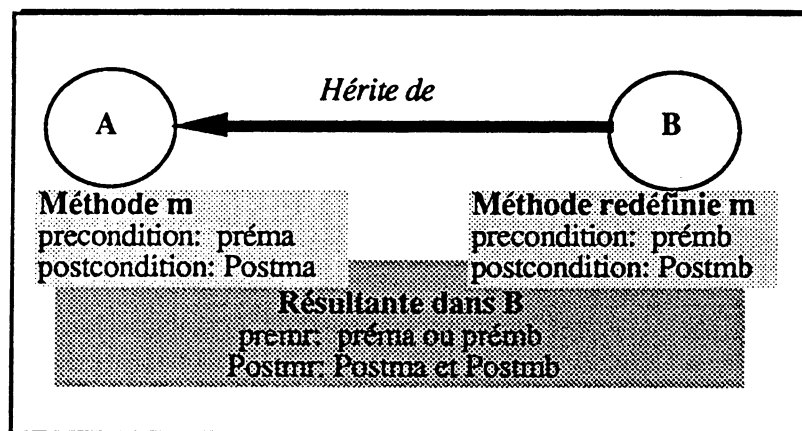 Hérite de
A
B
Méthode m
precondition: préma
postcondition: Postma
Méthode redéfinie m
precondition: prémb
postcondition: Postmb
Résultante dans B
premr: préma ou prémb
Postmr: Postma et Postmb